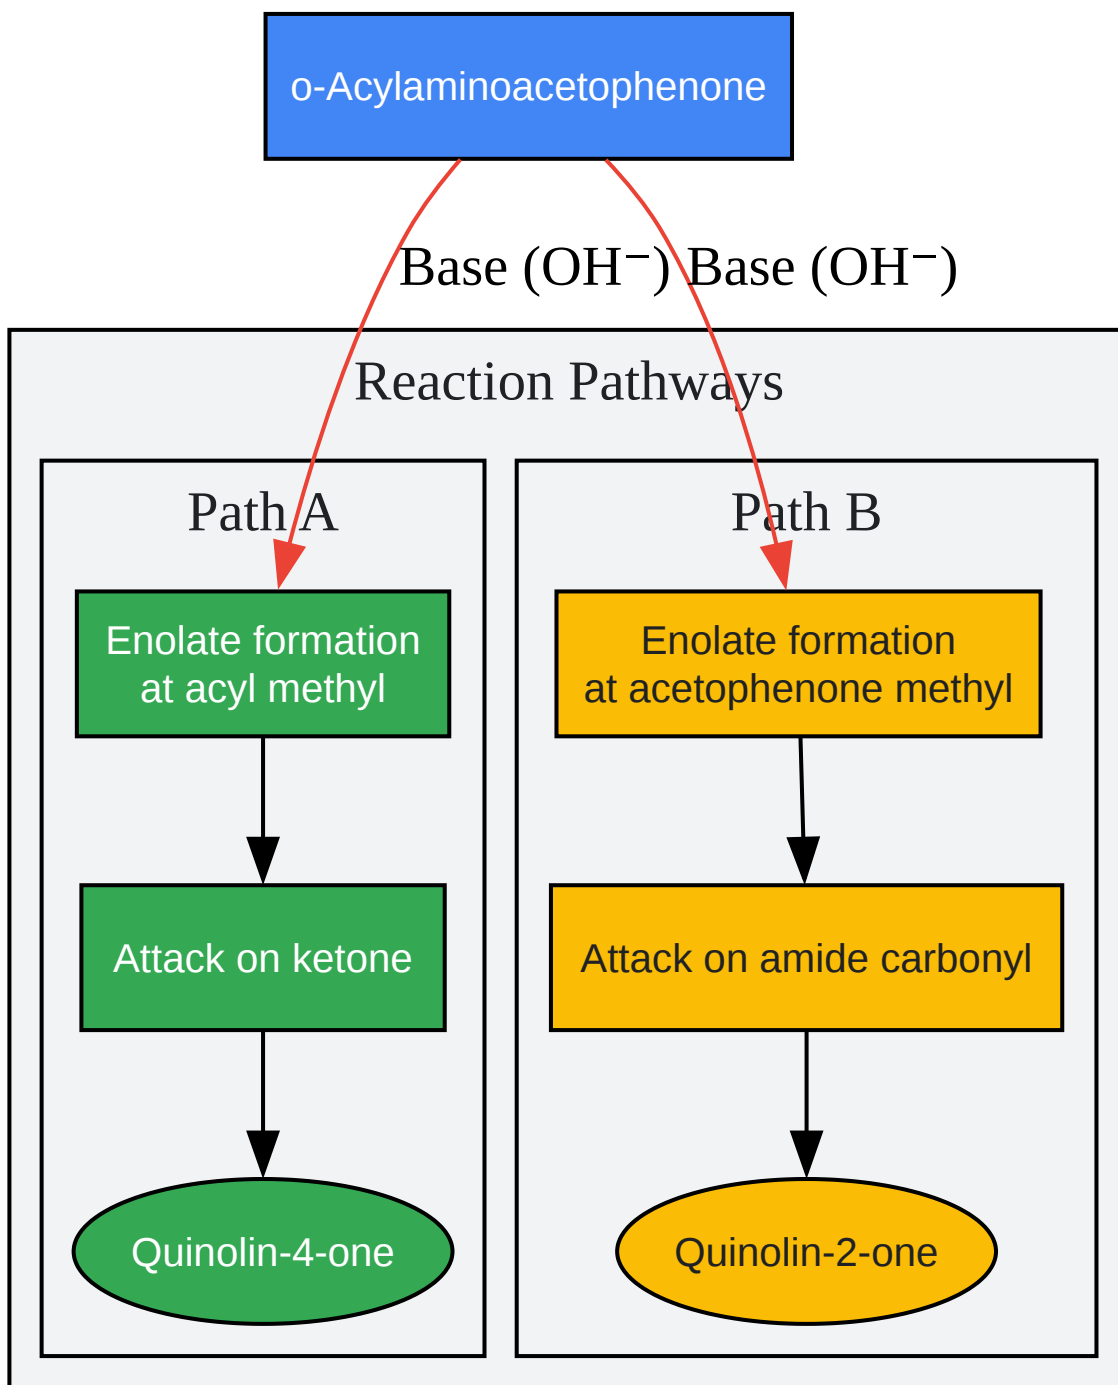 o-Acylaminoacetophenone
Base (OH⁻) Base (OH⁻)
Reaction Pathways
Path A
Enolate formation
at acyl methyl
Attack on ketone
Quinolin-4-one
Path B
Enolate formation
at acetophenone methyl
Attack on amide carbonyl
Quinolin-2-one